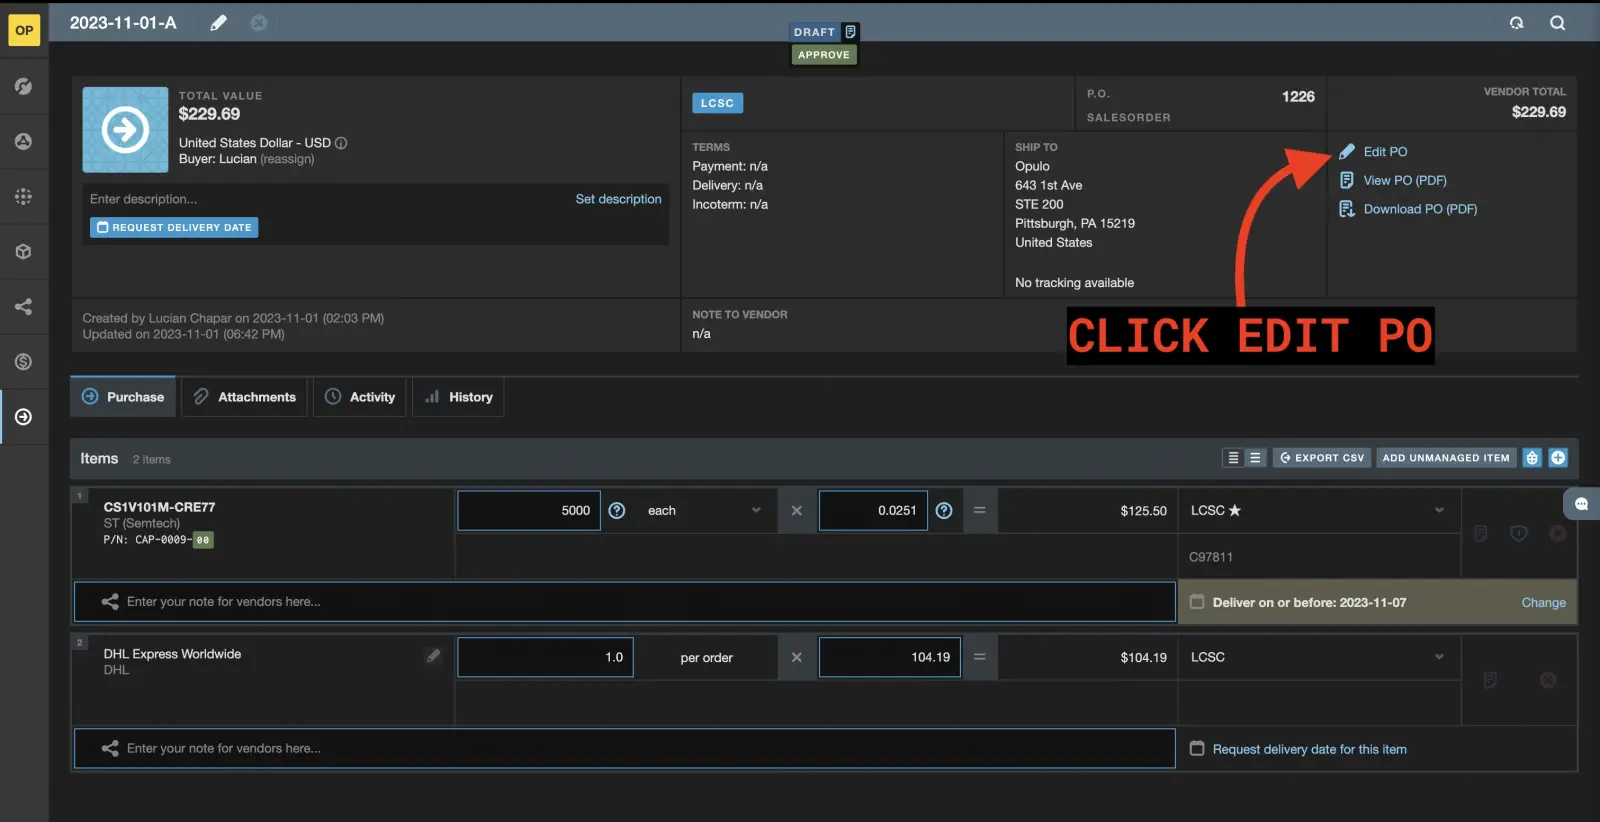 OP
2023-11-01-A
DRAFT
APPROVE
TOTAL VALUE
$229.69
United States Dollar - USD
Buyer: Lucian (reassign)
Enter description...
Set description
REQUEST DELIVERY DATE
Created by Lucian Chapar on 2023-11-01 (02:03 PM)
Updated on 2023-11-01 (06:42 PM)
LCSC
P.O.
1226
SALESORDER
VENDOR TOTAL
$229.69
TERMS
Payment: n/a
Delivery: n/a
Incoterm: n/a
SHIP TO
Opulo
643 1st Ave
STE 200
Pittsburgh, PA 15219
United States
No tracking available
Edit PO
View PO (PDF)
Download PO (PDF)
NOTE TO VENDOR
n/a
CLICK EDIT PO
Purchase
Attachments
Activity
History
Items 2 items
EXPORT CSV
ADD UNMANAGED ITEM
1
CS1V101M-CRE77
ST (Semtech)
P/N: CAP-0009-00
5000
each
0.0251
=
$125.50
LCSC ★
C97811
Enter your note for vendors here...
Deliver on or before: 2023-11-07
Change
2
DHL Express Worldwide
DHL
1.0
per order
104.19
=
$104.19
LCSC
Enter your note for vendors here...
Request delivery date for this item